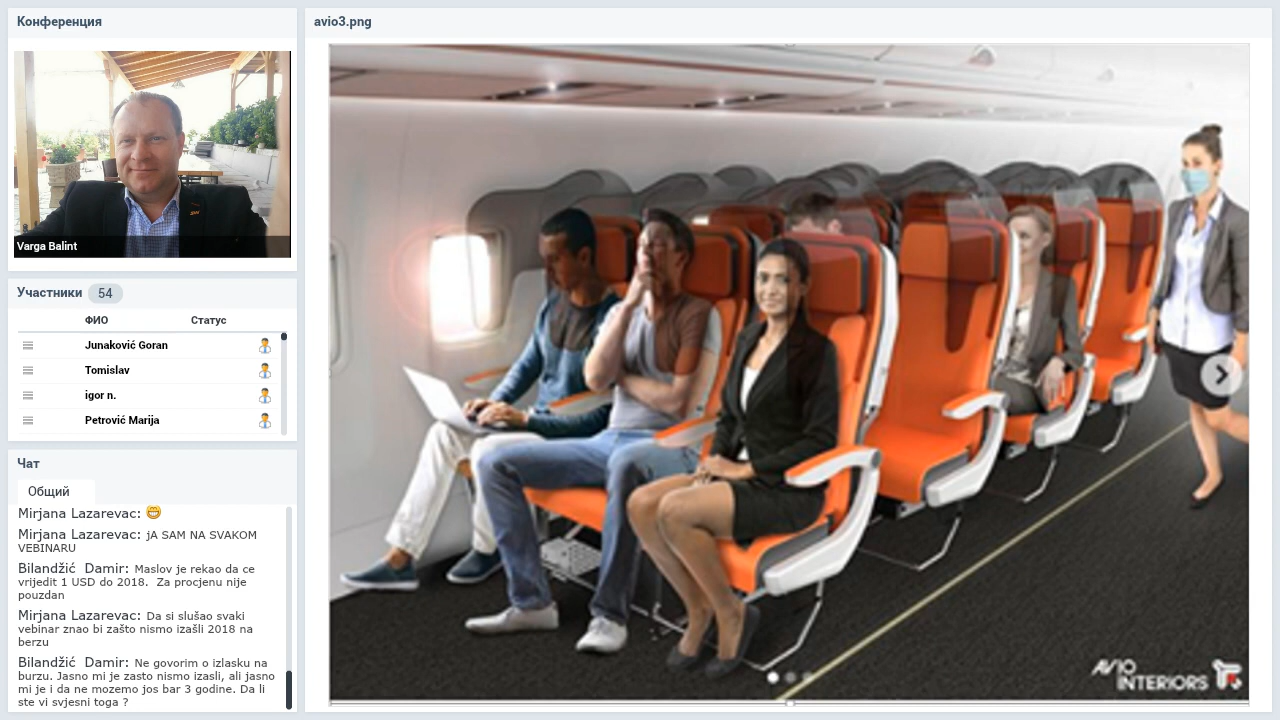 Конференция
Varga Balint
Участники 54
ФИО Статус
Junaković Goran
Tomislav
igor n.
Petrović Marija
Чат
Общий
Mirjana Lazarevac:
Mirjana Lazarevac: jA SAM NA SVAKOM
VEBINARU
Bilandžić Damir: Maslov je rekao da ce
vrijedit 1 USD do 2018. Za procjenu nije
pouzdan
Mirjana Lazarevac: Da si slušao svaki
vebinar znao bi zašto nismo izašli 2018 na
berzu
Bilandžić Damir: Ne govorim o izlasku na
burzu. Jasno mi je zasto nismo izasli, ali jasno
mi je i da ne mozemo jos bar 3 godine. Da li
ste vi svjesni toga ?
avio3.png
AVIO
INTERIORS